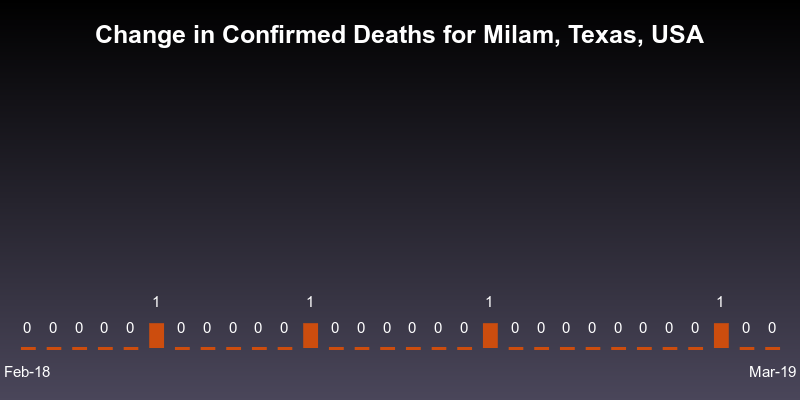 Change in Confirmed Deaths for Milam, Texas, USA
1 1 1 1
0 0 0 0 0 0 0 0 0 0 0 0 0 0 0 0 0 0 0 0 0 0 0 0 0 0
Feb-18 Mar-19